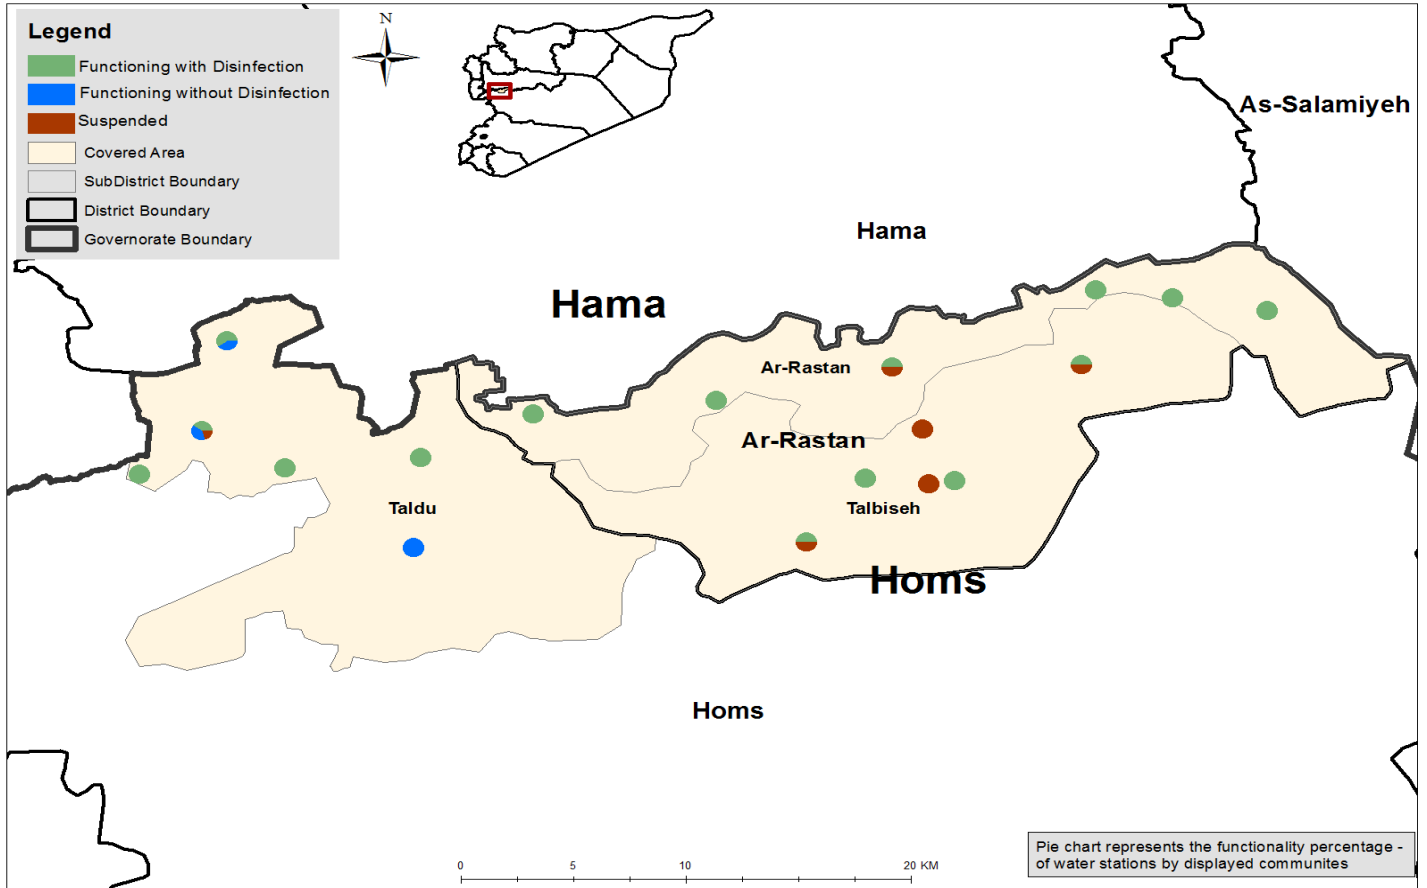 Legend
Functioning with Disinfection
Functioning without Disinfection
Suspended
Covered Area
SubDistrict Boundary
District Boundary
Governorate Boundary
N
As-Salamiyeh
Hama
Hama
Ar-Rastan
Ar-Rastan
Taldu
Talbiseh
Homs
Homs
0 5 10 20 KM
Pie chart represents the functionality percentage -
of water stations by displayed communites